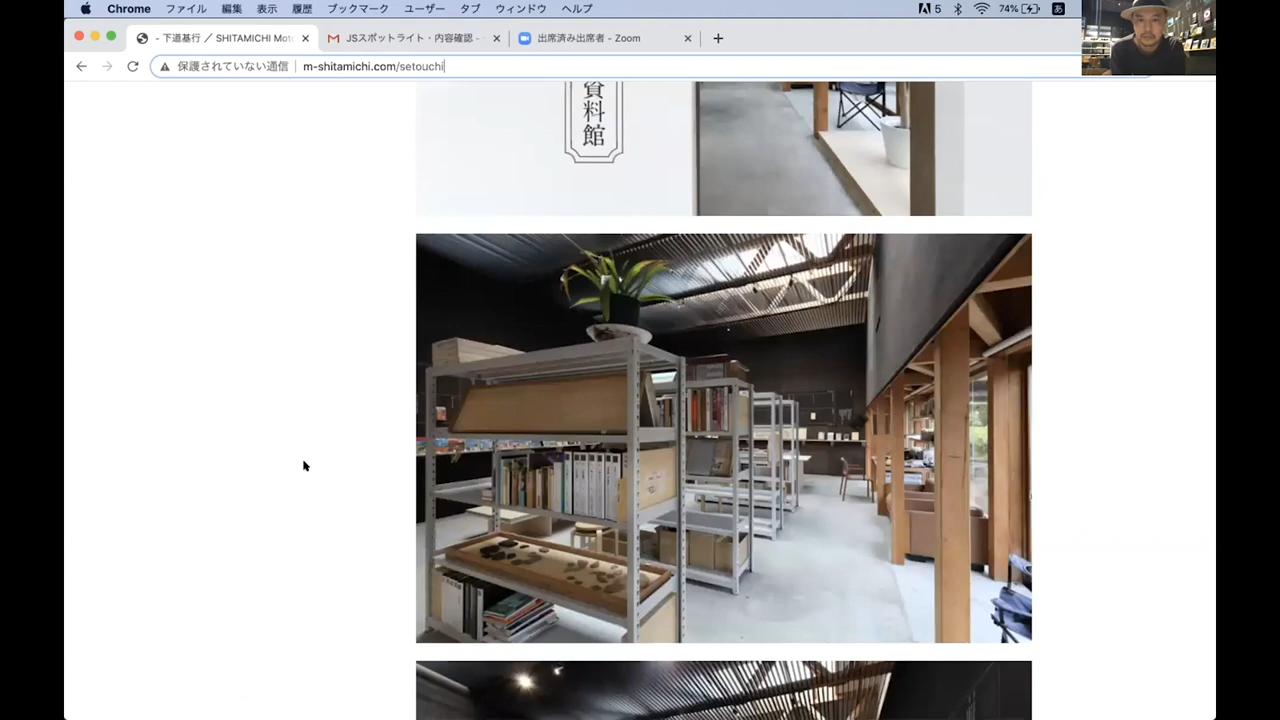 Chrome ファイル 編集 表示 履歴 ブックマーク ユーザー タブ ウィンドウ ヘルプ 5 74% あ
- 下道基行 ／ SHITAMICHI Mot
JSスポットライト・内容確認 -
出席済み出席者 - Zoom
保護されていない通信 m-shitamichi.com/setouchi
資料館